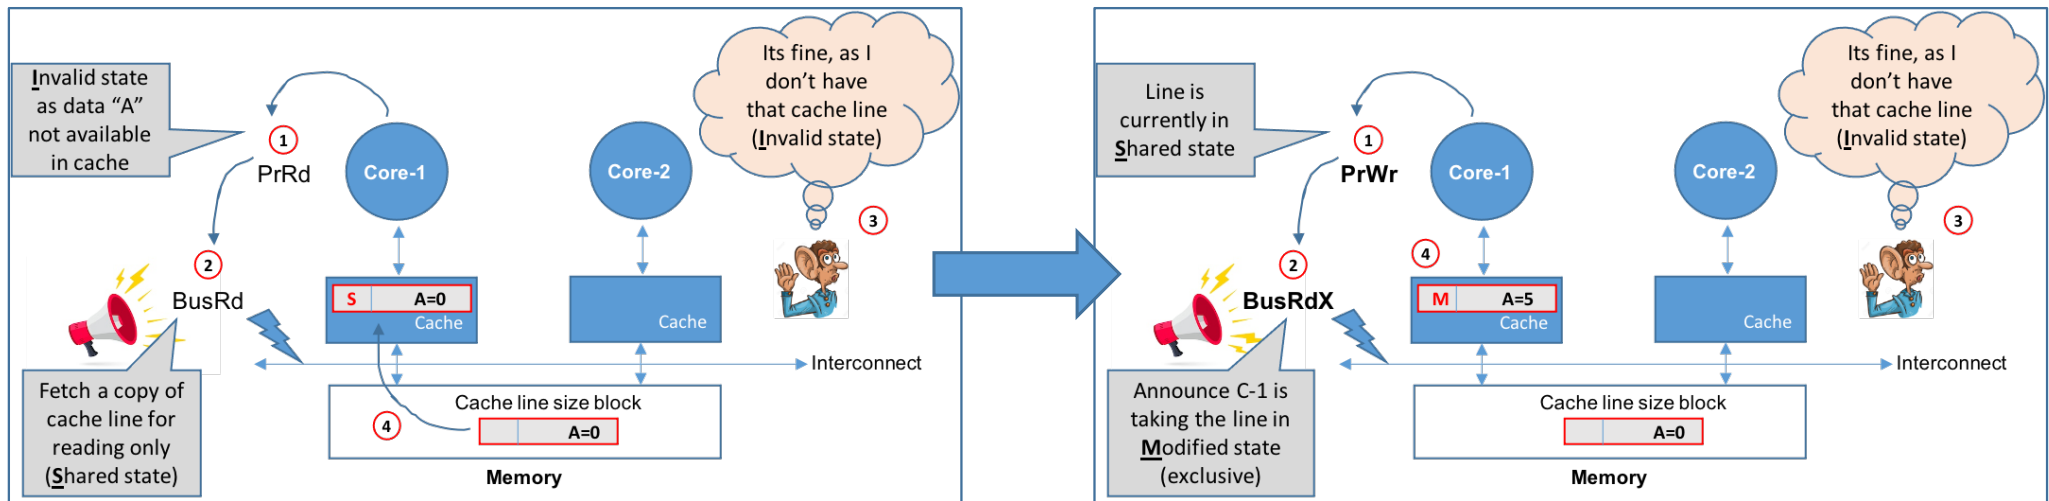 Invalid state
as data “A”
not available
in cache
1
PrRd
Core-1
Core-2
Its fine, as I
don’t have
that cache line
(Invalid state)
3
2
BusRd
S A=0
Cache
Cache
Interconnect
Fetch a copy of
cache line for
reading only
(Shared state)
4
Cache line size block
A=0
Memory
Line is
currently in
Shared state
1
PrWr
Core-1
Core-2
Its fine, as I
don’t have
that cache line
(Invalid state)
3
2
BusRdX
4
M A=5
Cache
Cache
Interconnect
Announce C-1 is
taking the line in
Modified state
(exclusive)
Cache line size block
A=0
Memory